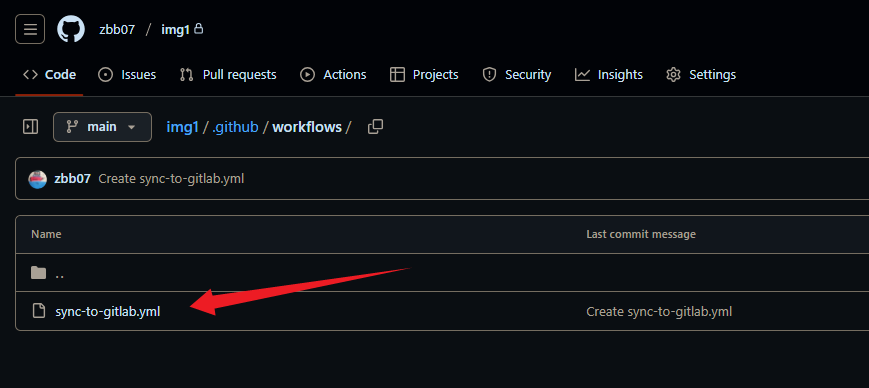 zbb07 / img1
Code Issues Pull requests Actions Projects Security Insights Settings
main img1 / .github / workflows /
zbb07 Create sync-to-gitlab.yml
Name Last commit message
..
sync-to-gitlab.yml Create sync-to-gitlab.yml